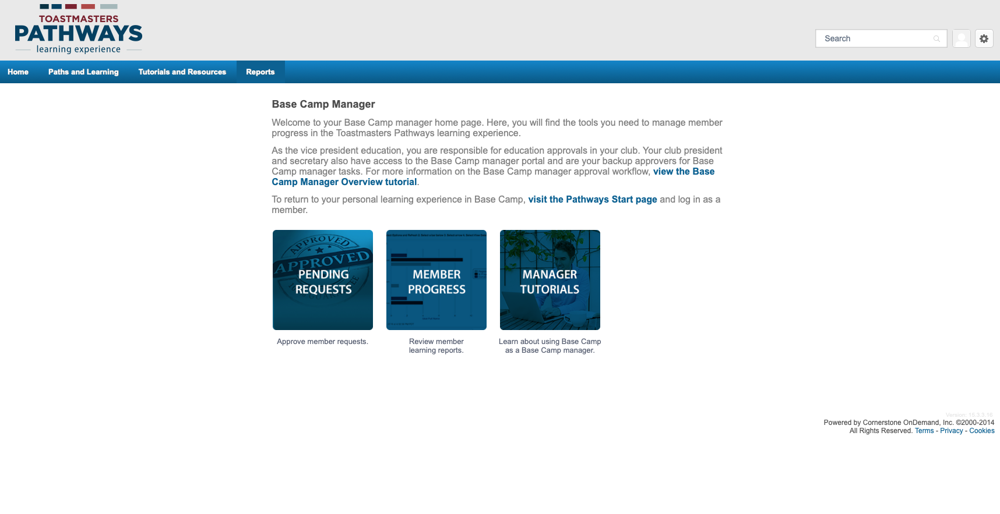 TOASTMASTERS
PATHWAYS
learning experience
Search
Home
Paths and Learning
Tutorials and Resources
Reports
Base Camp Manager
Welcome to your Base Camp manager home page. Here, you will find the tools you need to manage member
progress in the Toastmasters Pathways learning experience.
As the vice president education, you are responsible for education approvals in your club. Your club president
and secretary also have access to the Base Camp manager portal and are your backup approvers for Base
Camp manager tasks. For more information on the Base Camp manager approval workflow, view the Base
Camp Manager Overview tutorial.
To return to your personal learning experience in Base Camp, visit the Pathways Start page and log in as a
member.
APPROVED
APPROVED
PENDING
REQUESTS
MEMBER
PROGRESS
MANAGER
TUTORIALS
Approve member requests.
Review member
learning reports.
Learn about using Base Camp
as a Base Camp manager.
Version: 15.3.3.16
Powered by Cornerstone OnDemand, Inc. ©2000-2014
All Rights Reserved. Terms - Privacy - Cookies